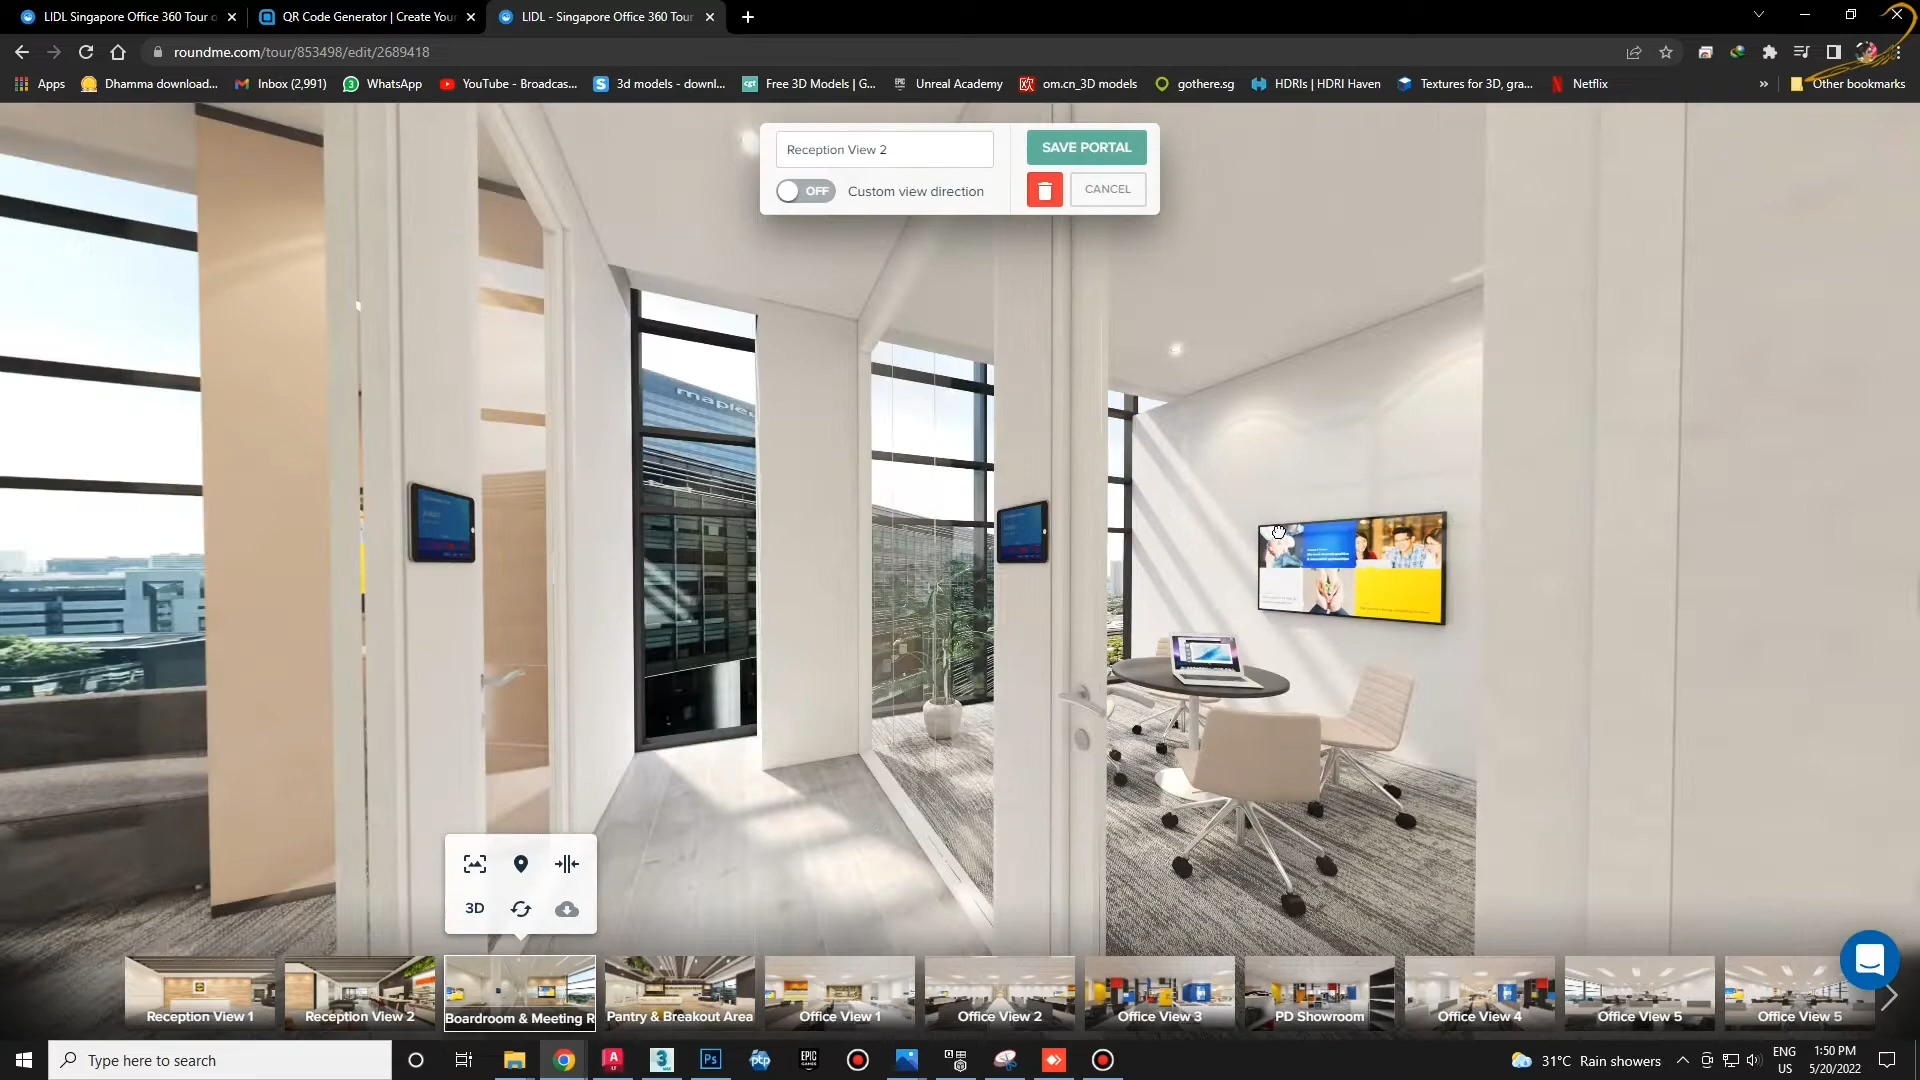 LIDL Singapore Office 360 Tour o
QR Code Generator | Create Your
LIDL - Singapore Office 360 Tour
roundme.com/tour/853498/edit/2689418
Apps
Dhamma download...
Inbox (2,991)
WhatsApp
YouTube - Broadcas...
3d models - downl...
Free 3D Models | G...
Unreal Academy
om.cn_3D models
gothere.sg
HDRIs | HDRI Haven
Textures for 3D, gra...
Netflix
»
Other bookmarks
Reception View 2
SAVE PORTAL
OFF
Custom view direction
CANCEL
maple
3D
Reception View 1
Reception View 2
Boardroom & Meeting R
Pantry & Breakout Area
Office View 1
Office View 2
Office View 3
PD Showroom
Office View 4
Office View 5
Office View 5
Type here to search
31°C Rain showers
ENG
US
1:50 PM
5/20/2022